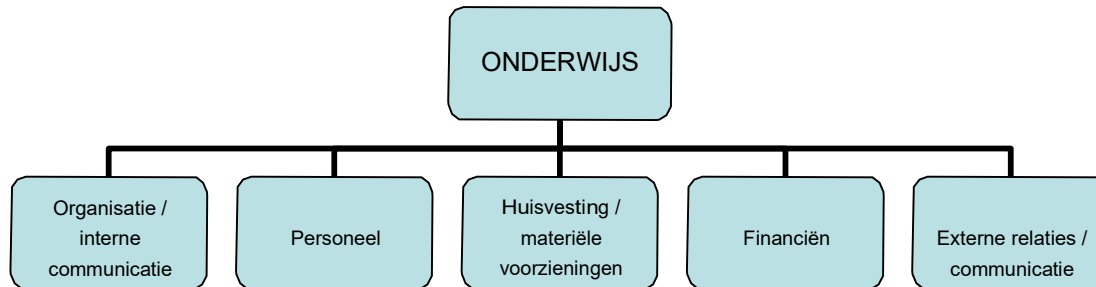 ONDERWIJS
Organisatie /
interne
communicatie
Personeel
Huisvesting /
materiële
voorzieningen
Financiën
Externe relaties /
communicatie